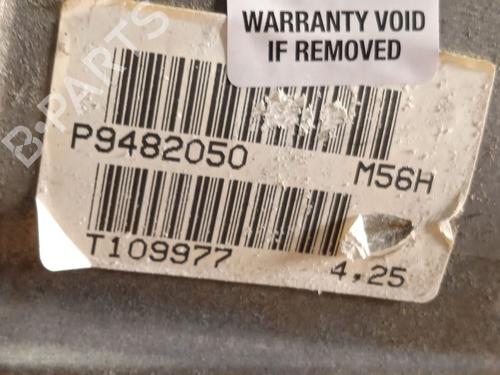 WARRANTY VOID
IF REMOVED
B-PARTS
P9482050 M56H
T109977 4,25